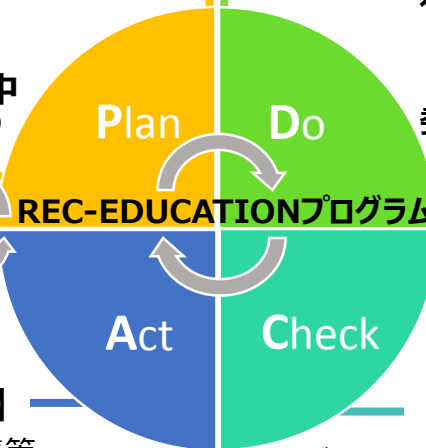 中
Plan
Do
REC-EDUCATIONプログラム
Act
Check